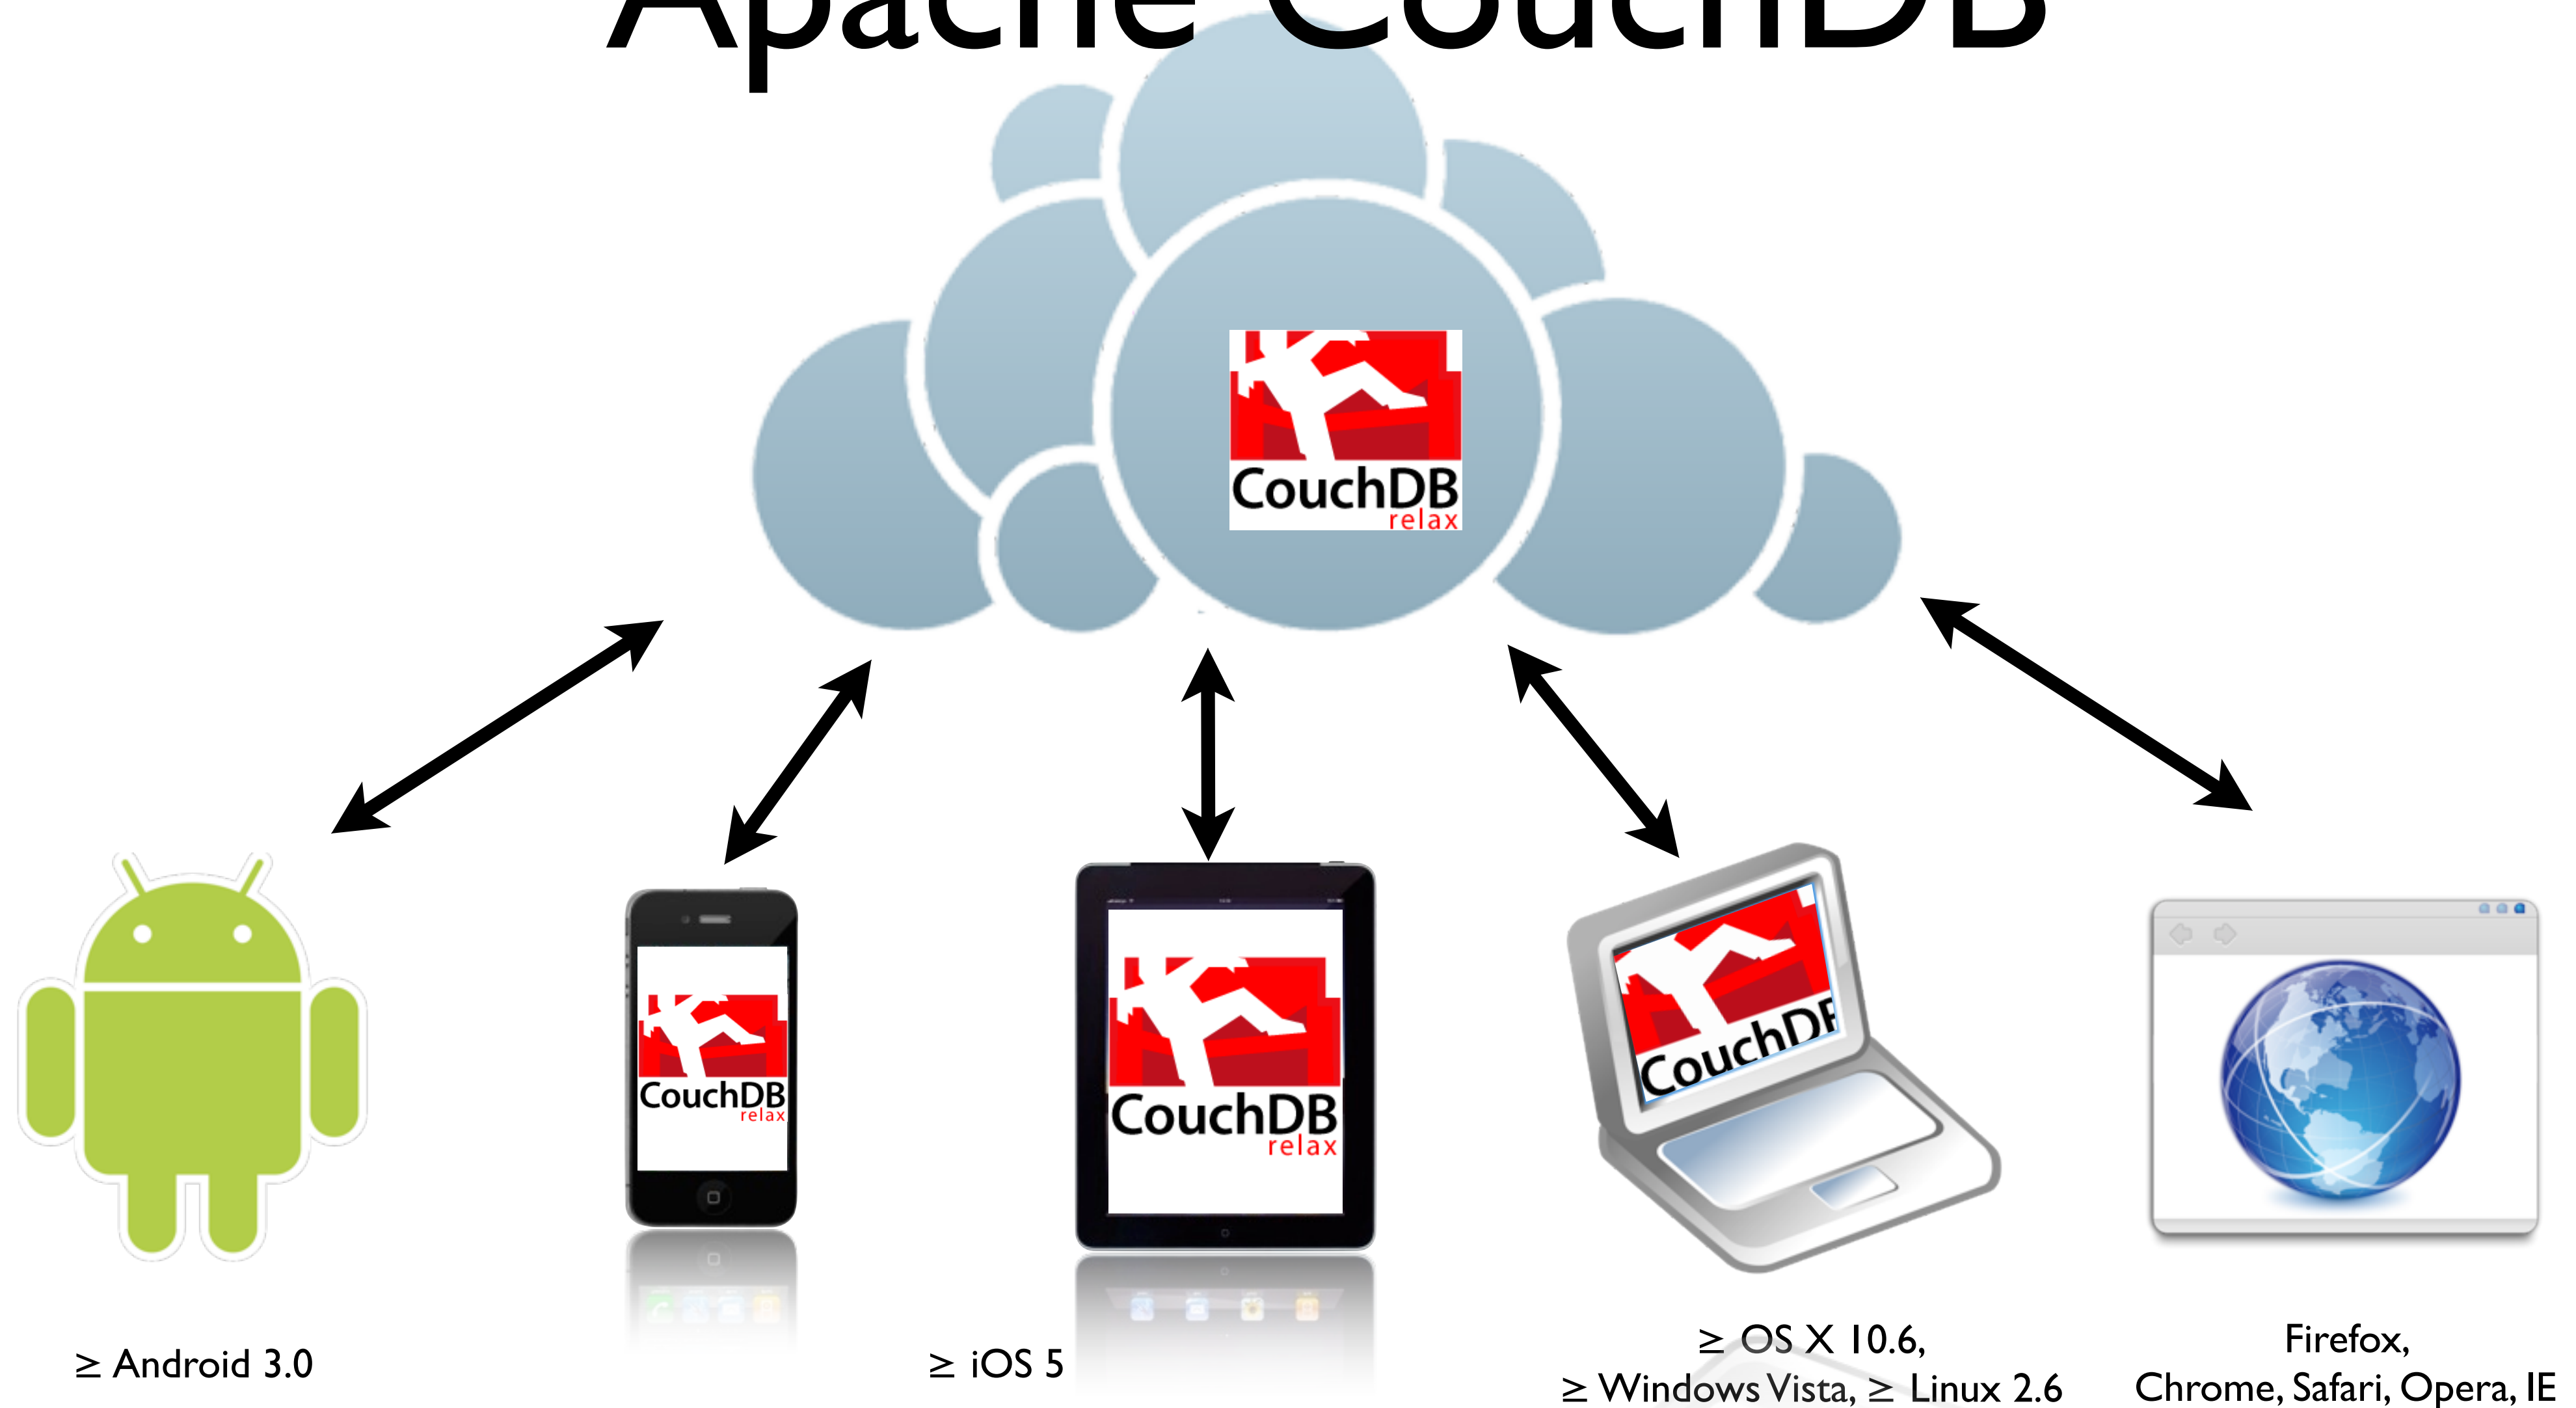 Apache CouchDB
CouchDB
relax
CouchDB
relax
CouchDB
relax
CouchDB
≥ Android 3.0
≥ iOS 5
≥ OS X 10.6,
≥ Windows Vista, ≥ Linux 2.6
Firefox,
Chrome, Safari, Opera, IE